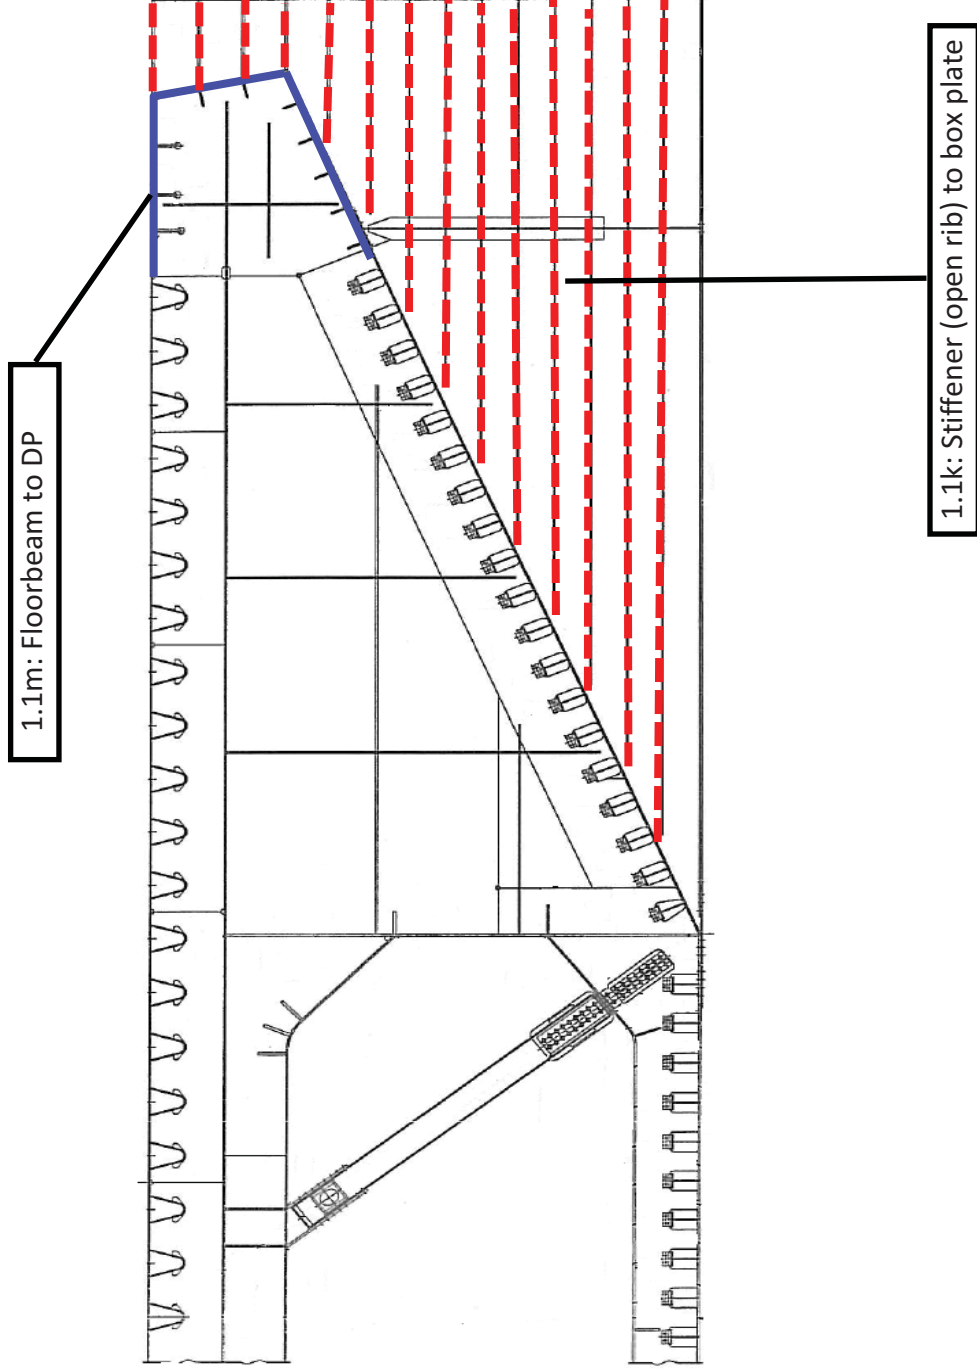 1.1m: Floorbeam to DP
1.1k: Stiffener (open rib) to box plate